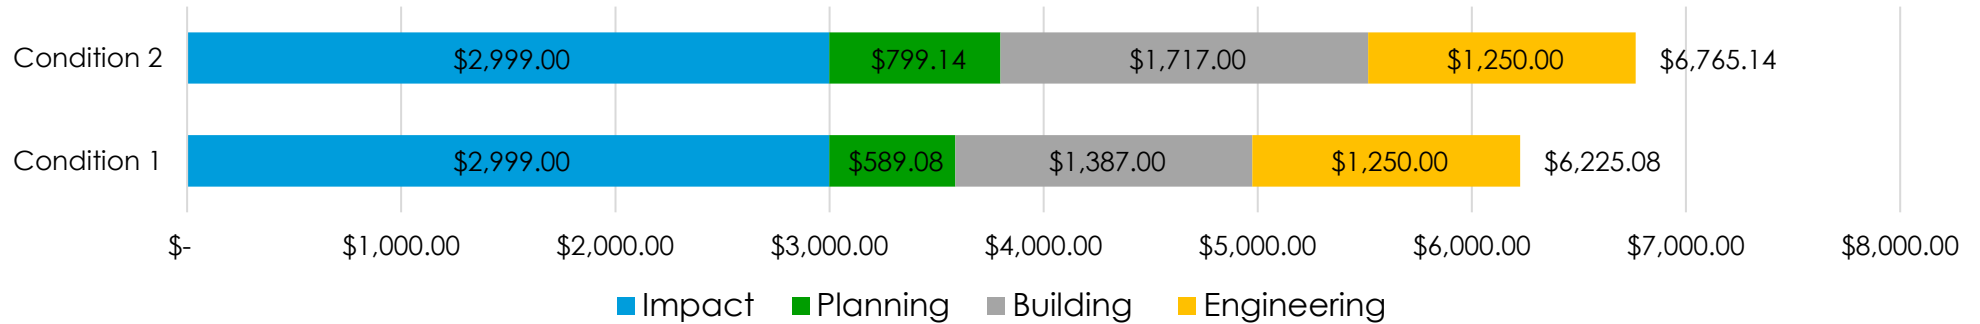 Condition 2 $2,999.00 $799.14 $1,717.00 $1,250.00 $6,765.14
Condition 1 $2,999.00 $589.08 $1,387.00 $1,250.00 $6,225.08
$- $1,000.00 $2,000.00 $3,000.00 $4,000.00 $5,000.00 $6,000.00 $7,000.00 $8,000.00
Impact Planning Building Engineering